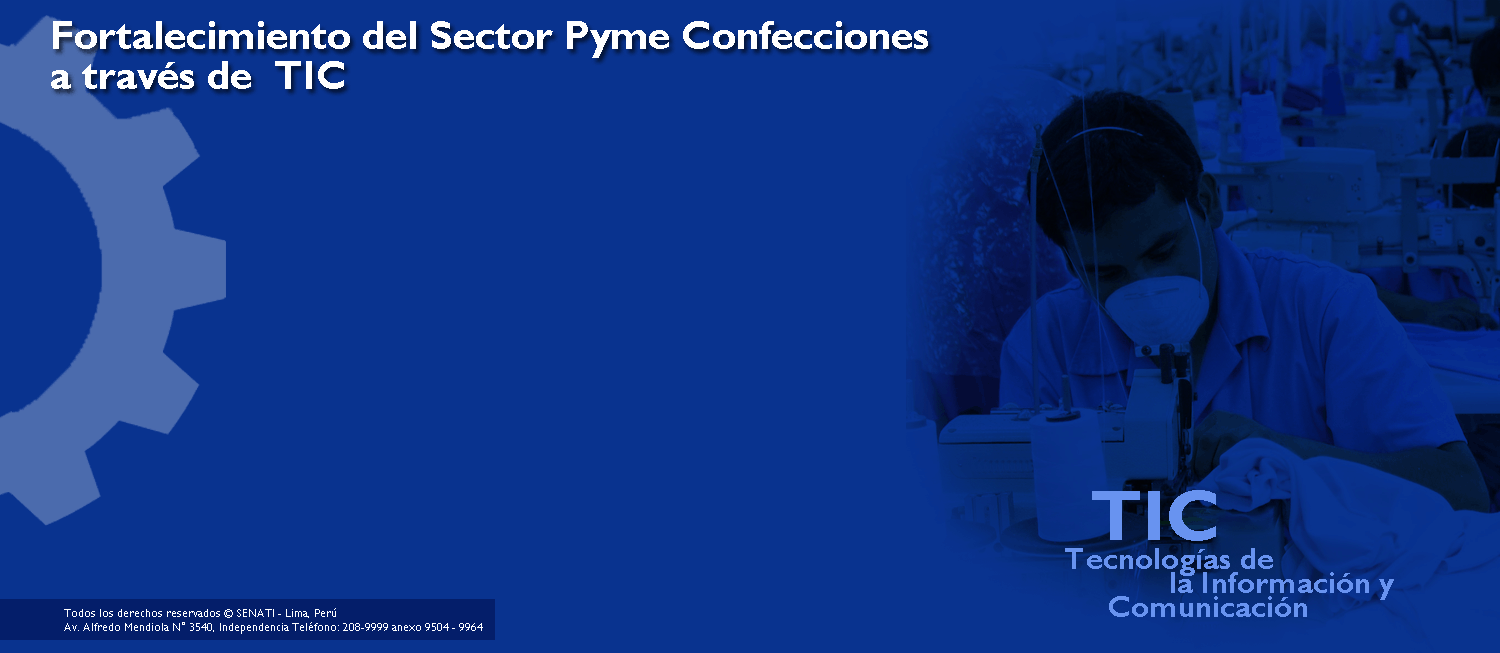 Fortalecimiento del Sector Pyme Confecciones
a través de TIC
TIC
Tecnologías de
la Información y
Comunicación
Todos los derechos reservados © SENATI - Lima, Perú
Av. Alfredo Mendiola N° 3540, Independencia Teléfono: 208-9999 anexo 9504 - 9964